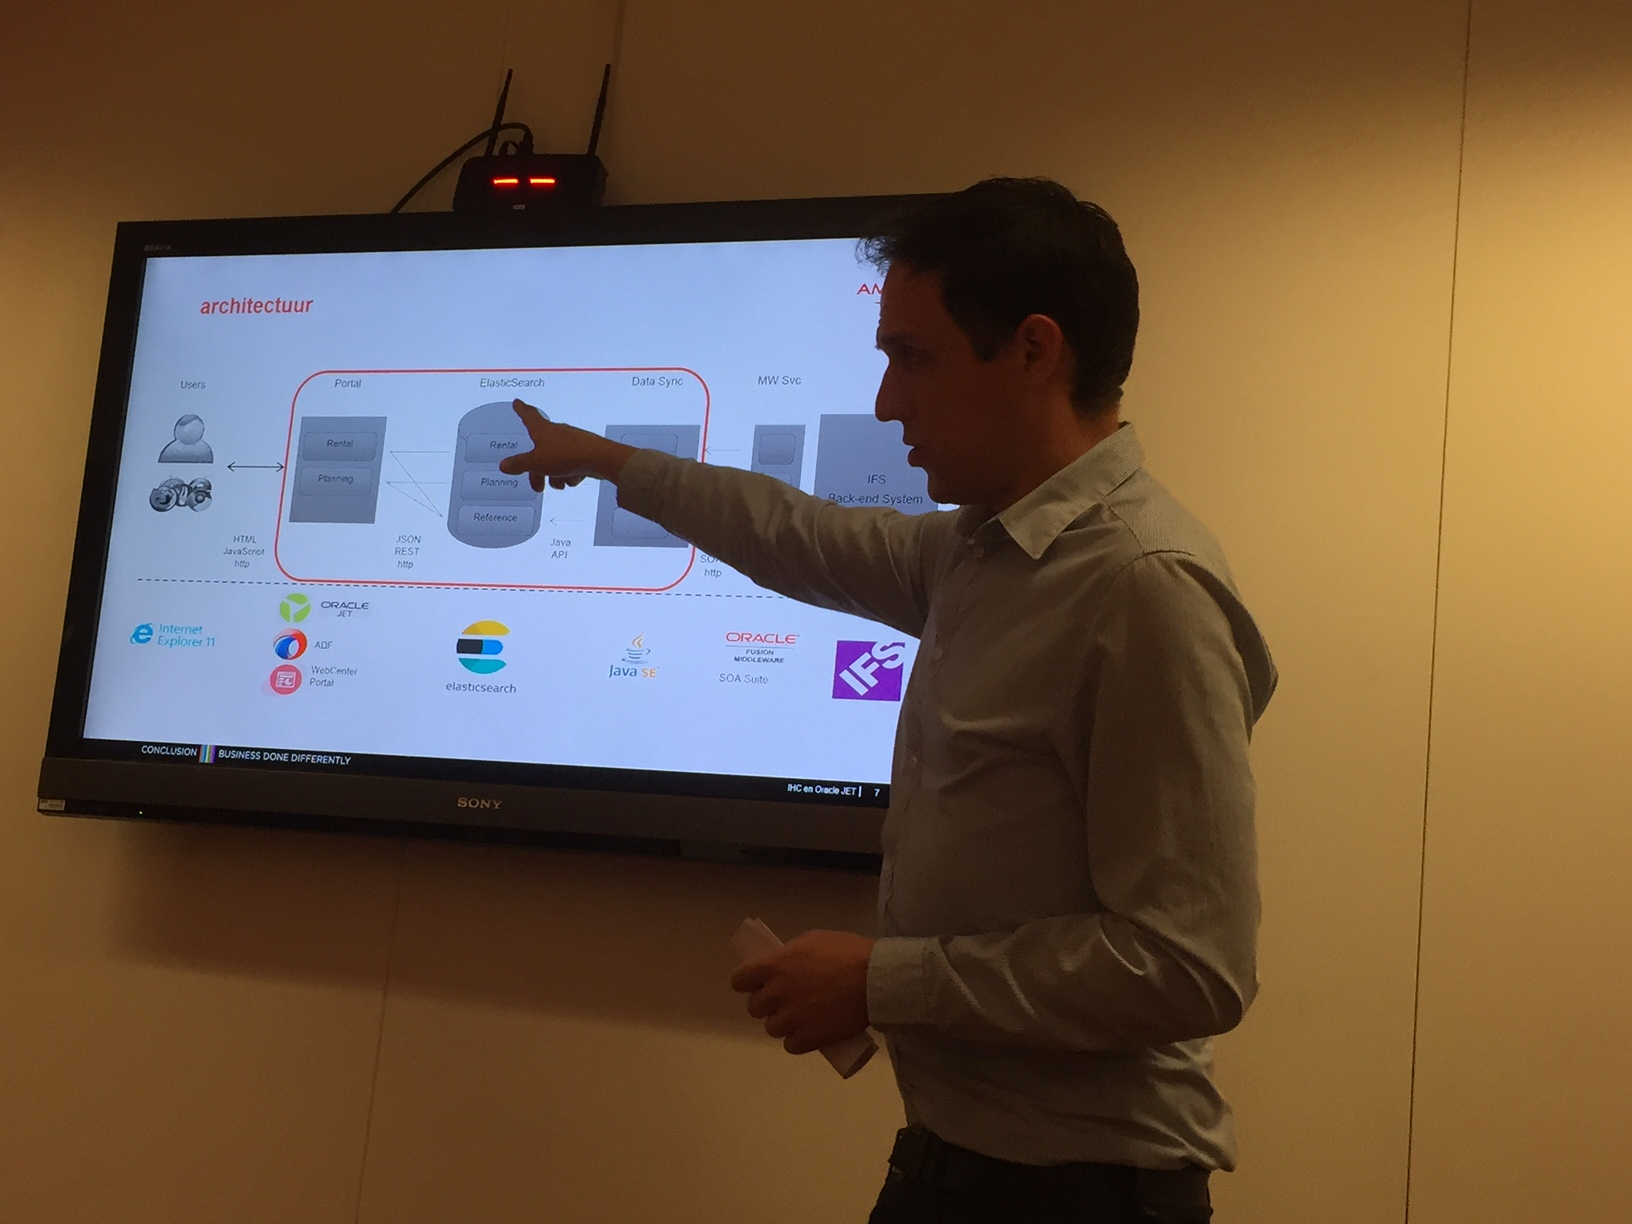 BRAVIA
architectuur
Users
Portal
ElasticSearch
Data Sync
MW Svc
Rental
Planning
Rental
Planning
Reference
IFS
Back-end System
HTML
JavaScript
http
JSON
REST
http
Java
API
http
Internet
Explorer 11
ORACLE
JET
ADF
WebCenter
Portal
elasticsearch
Java SE
ORACLE
FUSION
MIDDLEWARE
SOA Suite
IFS
CONCLUSION BUSINESS DONE DIFFERENTLY
IHC en Oracle JET | 7
SONY